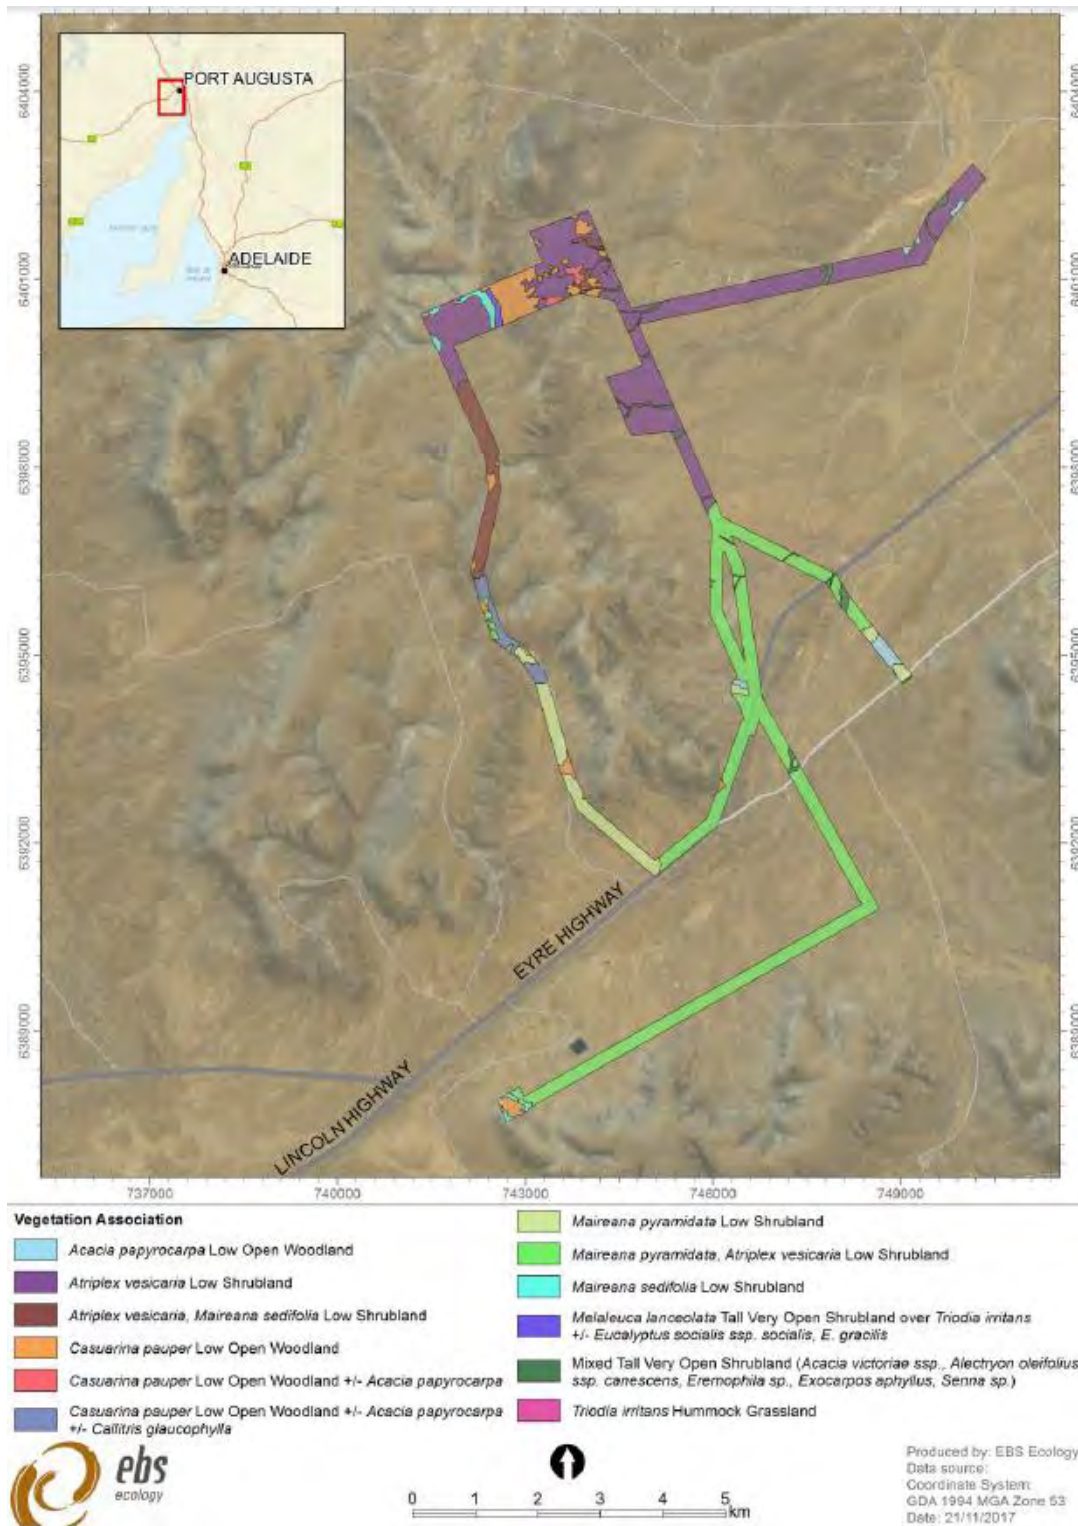 PORT AUGUSTA
ADELAIDE
6404000
6404000
6401000
6401000
6398000
6398000
6395000
6395000
6392000
6392000
6389000
6389000
EYRE HIGHWAY
LINCOLN HIGHWAY
737000
740000
743000
746000
749000
Vegetation Association
Acacia papyrocarpa Low Open Woodland
Atriplex vesicaria Low Shrubland
Atriplex vesicaria, Maireana sedifolia Low Shrubland
Casuarina pauper Low Open Woodland
Casuarina pauper Low Open Woodland +/- Acacia papyrocarpa
Casuarina pauper Low Open Woodland +/- Acacia papyrocarpa
+/- Callitris glaucophylla
Maireana pyramidata Low Shrubland
Maireana pyramidata, Atriplex vesicaria Low Shrubland
Maireana sedifolia Low Shrubland
Melaleuca lanceolata Tall Very Open Shrubland over Triodia irritans
+/- Eucalyptus socialis ssp. socialis, E. gracilis
Mixed Tall Very Open Shrubland (Acacia victoriae ssp., Alectryon oleifolius
ssp. canescens, Eremophila sp., Exocarpos aphyllus, Senna sp.)
Triodia irritans Hummock Grassland
ebs
ecology
0 1 2 3 4 5
km
Produced by: EBS Ecology
Data source:
Coordinate System:
GDA 1994 MGA Zone 53
Date: 21/11/2017